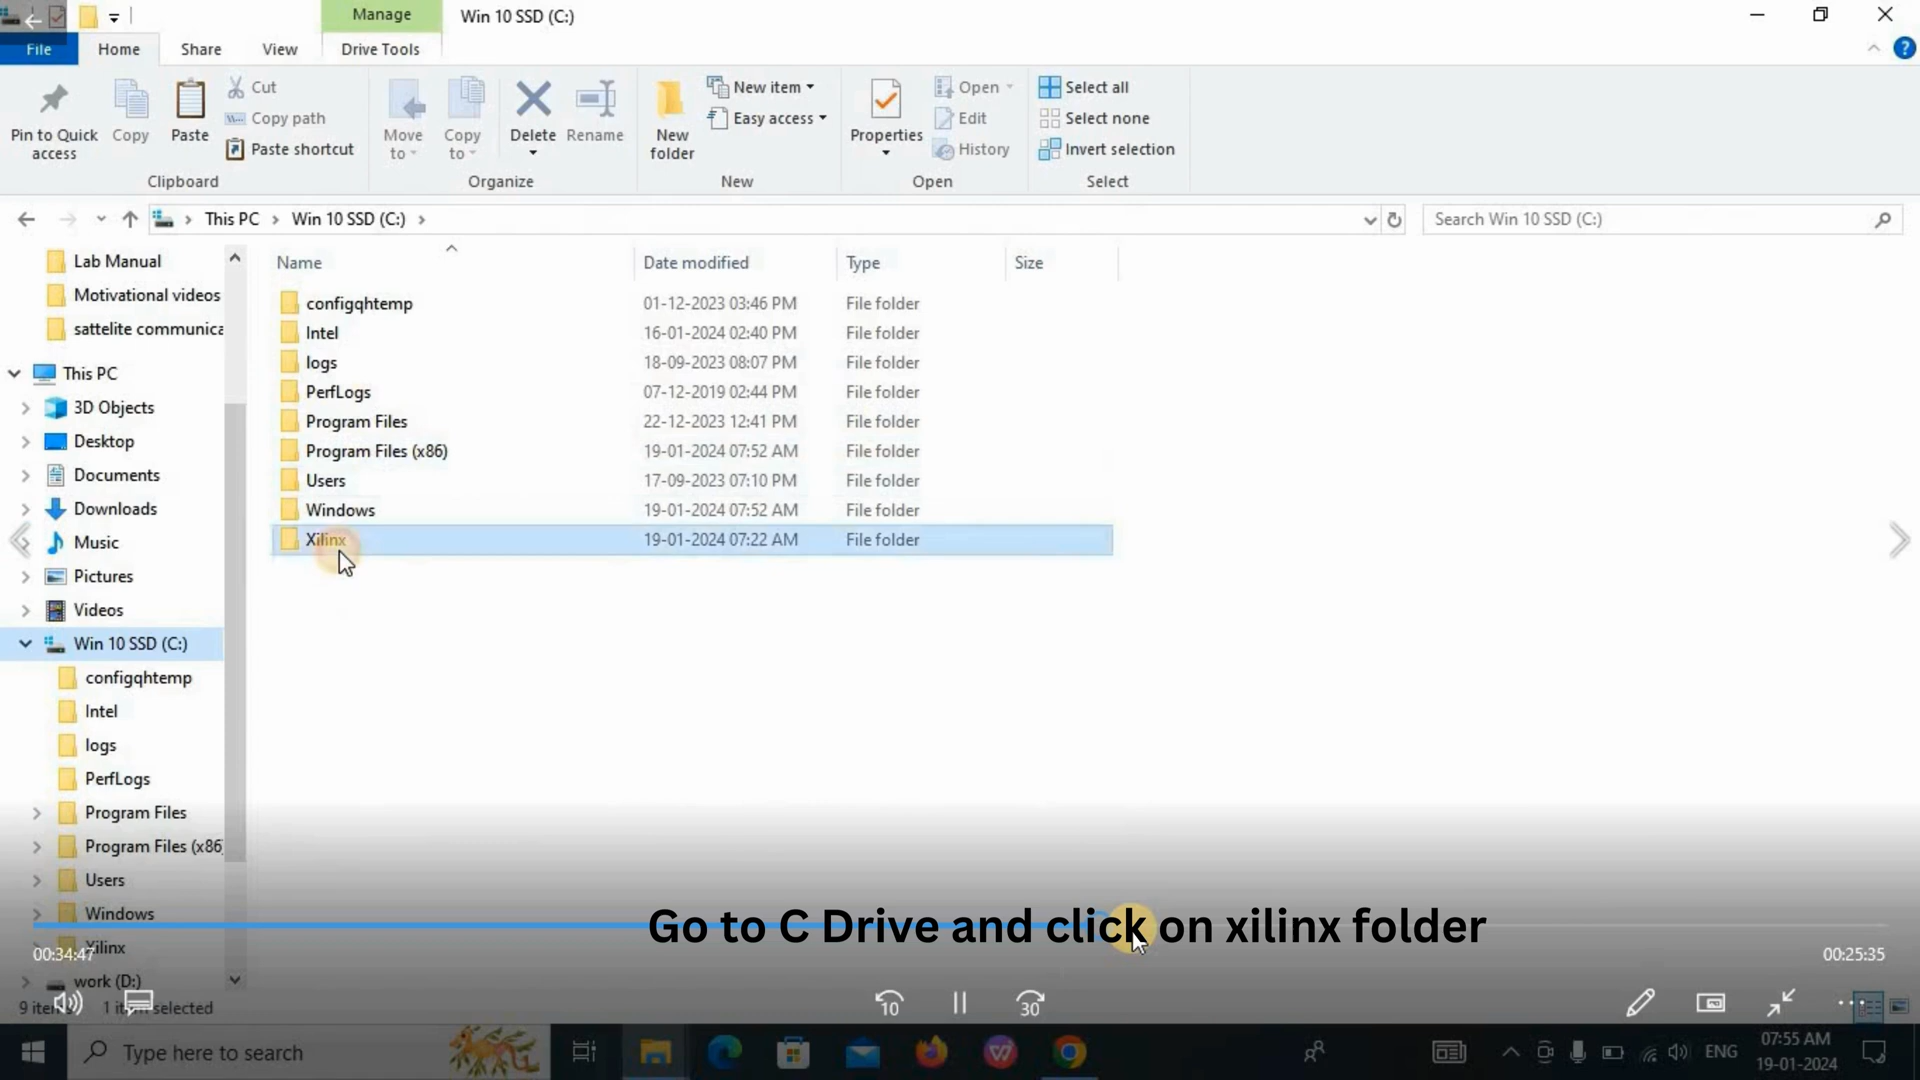 Manage
Win 10 SSD (C:)
File
Home
Share
View
Drive Tools
Pin to Quick access
Copy
Paste
Cut
Copy path
Paste shortcut
Clipboard
Move to
Copy to
Delete
Rename
Organize
New folder
New item
Easy access
New
Properties
Open
Edit
History
Open
Select all
Select none
Invert selection
Select
This PC
Win 10 SSD (C:)
Search Win 10 SSD (C:)
Lab Manual
Motivational videos
sattelite communica
This PC
3D Objects
Desktop
Documents
Downloads
Music
Pictures
Videos
Win 10 SSD (C:)
configqhtemp
Intel
logs
PerfLogs
Program Files
Program Files (x86)
Users
Windows
Xilinx
work (D:)
Name Date modified Type Size
configqhtemp 01-12-2023 03:46 PM File folder
Intel 16-01-2024 02:40 PM File folder
logs 18-09-2023 08:07 PM File folder
PerfLogs 07-12-2019 02:44 PM File folder
Program Files 22-12-2023 12:41 PM File folder
Program Files (x86) 19-01-2024 07:52 AM File folder
Users 17-09-2023 07:10 PM File folder
Windows 19-01-2024 07:52 AM File folder
Xilinx 19-01-2024 07:22 AM File folder
Go to C Drive and click on xilinx folder
00:34:47
00:25:35
10
30
Type here to search
ENG
07:55 AM
19-01-2024